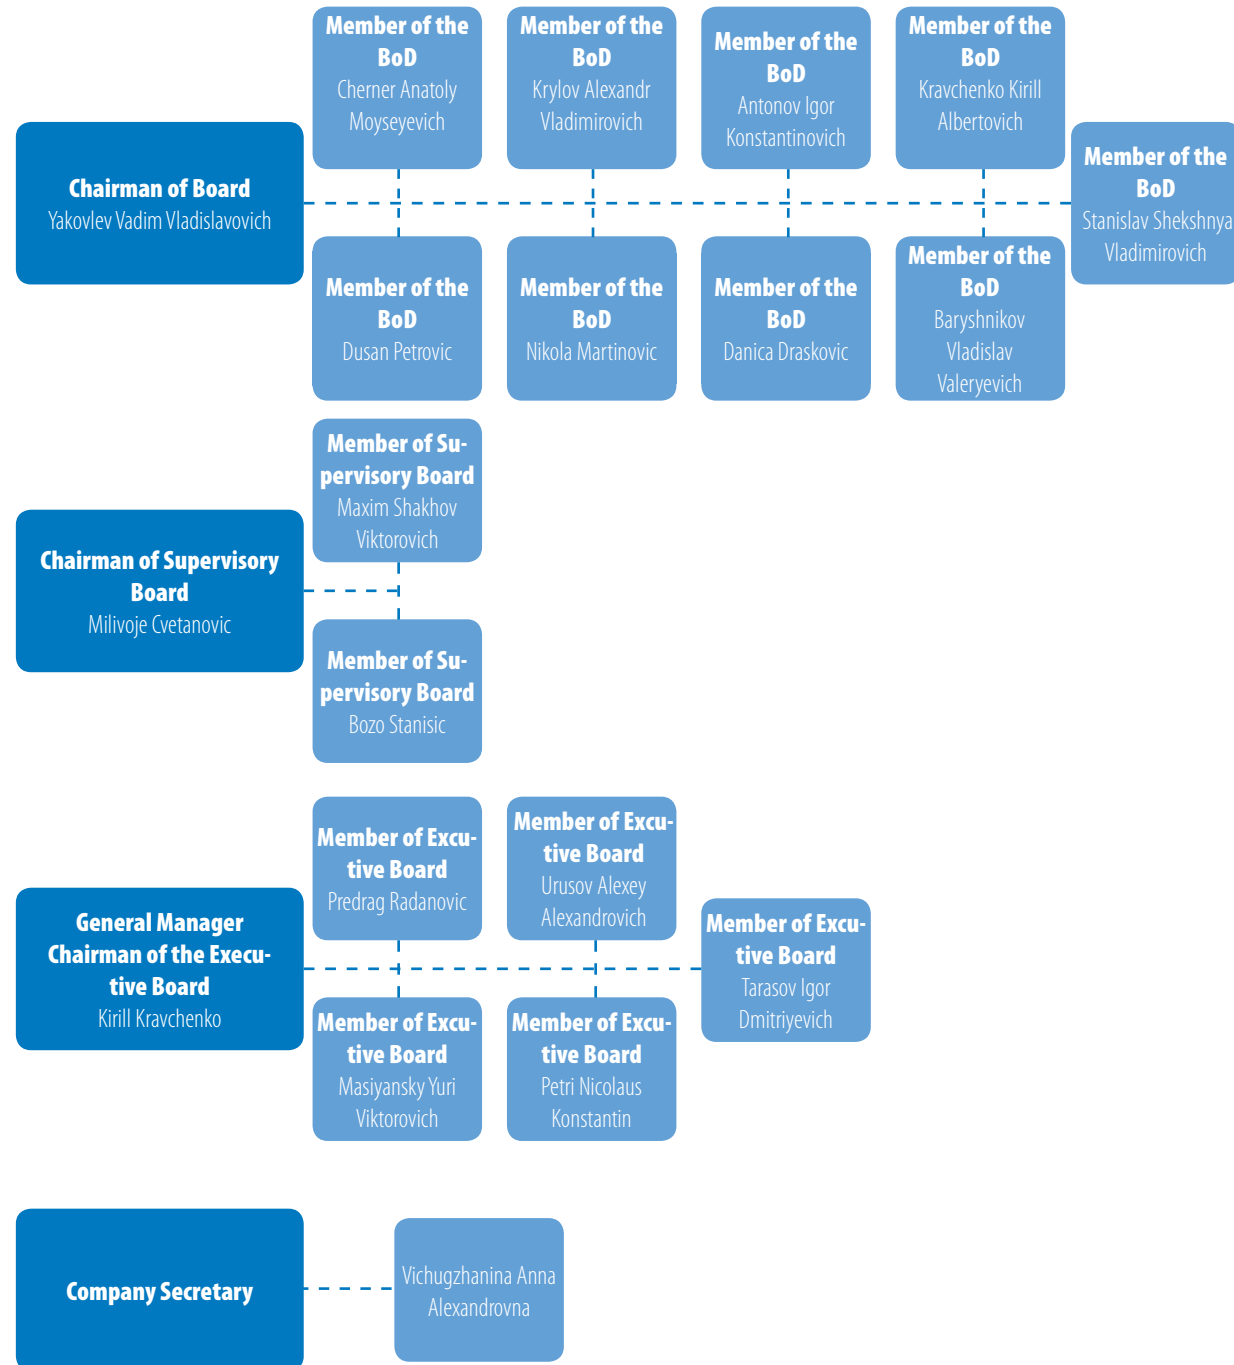 Member of the
BoD
Cherner Anatoly
Moyseyevich
Member of the
BoD
Krylov Alexandr
Vladimirovich
Member of the
BoD
Antonov Igor
Konstantinovich
Member of the
BoD
Kravchenko Kirill
Albertovich
Chairman of Board
Yakovlev Vadim Vladislavovich
Member of the
BoD
Stanislav Shekshnya
Vladimirovich
Member of the
BoD
Dusan Petrovic
Member of the
BoD
Nikola Martinovic
Member of the
BoD
Danica Draskovic
Member of the
BoD
Baryshnikov
Vladislav
Valeryevich
Member of Su-
pervisory Board
Maxim Shakhov
Viktorovich
Chairman of Supervisory
Board
Milivoje Cvetanovic
Member of Su-
pervisory Board
Bozo Stanisic
Member of Excu-
tive Board
Predrag Radanovic
Member of Excu-
tive Board
Urusov Alexey
Alexandrovich
General Manager
Chairman of the Execu-
tive Board
Kirill Kravchenko
Member of Excu-
tive Board
Tarasov Igor
Dmitriyevich
Member of Excu-
tive Board
Masiyansky Yuri
Viktorovich
Member of Excu-
tive Board
Petri Nicolaus
Konstantin
Company Secretary
Vichugzhanina Anna
Alexandrovna